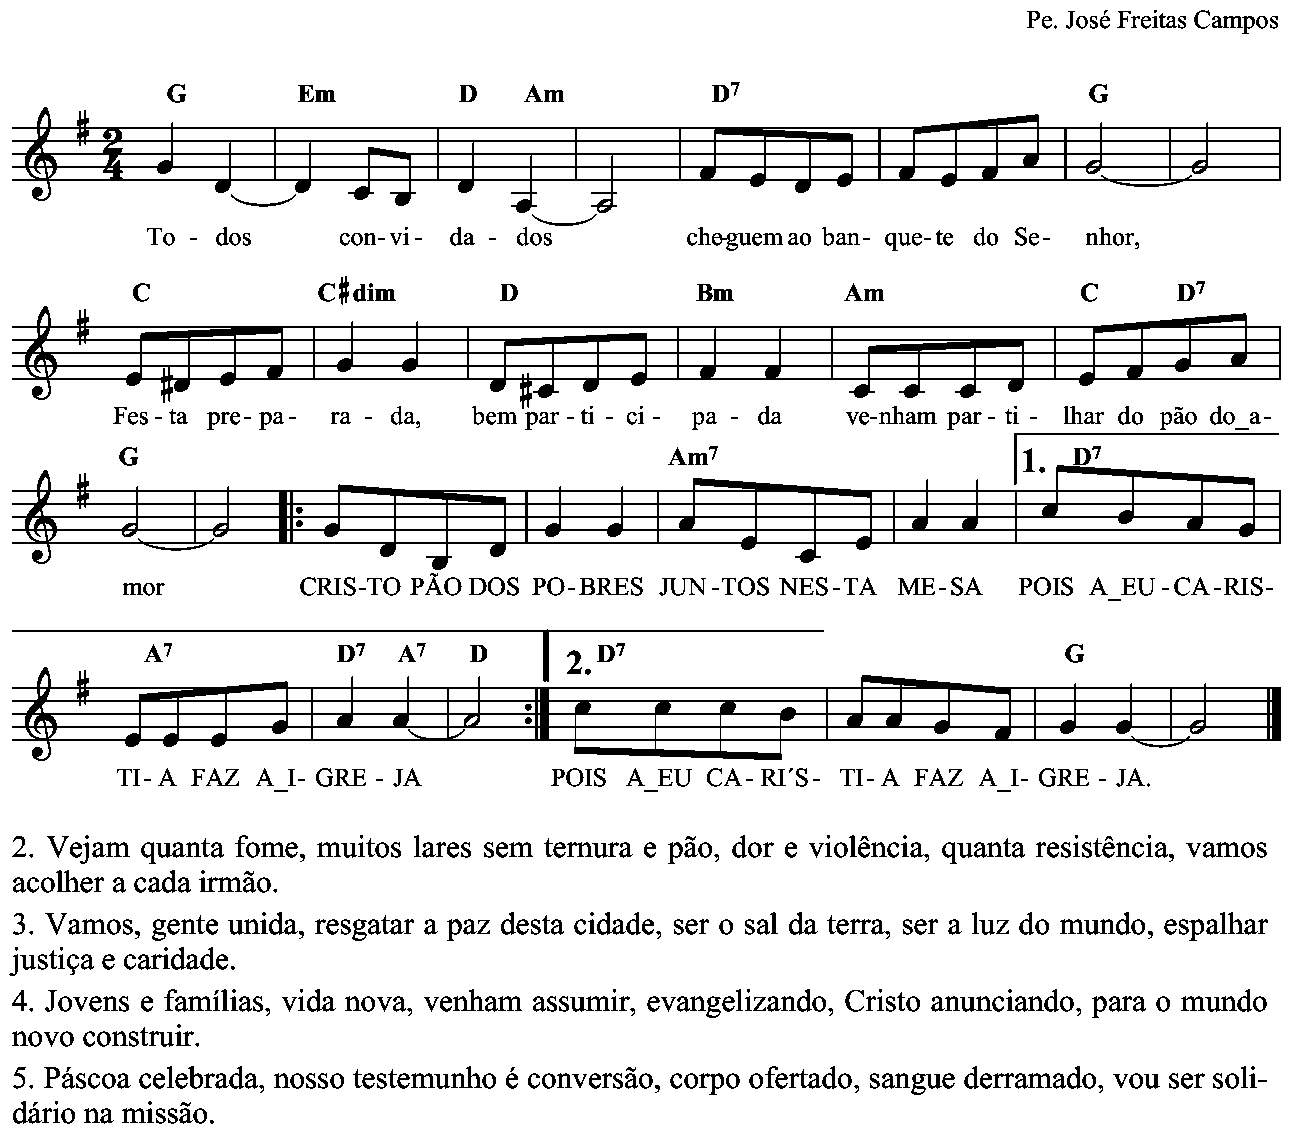 Pe. José Freitas Campos
G Em D Am D7 G
2 4
To - dos con-vi- da - dos che-guem ao ban- que-te do Se- nhor,
C C#dim D Bm Am C D7
Fes-ta pre-pa- ra - da, bem par-ti-ci- pa - da ve-nham par-ti- lhar do pão do_a-
G Am7 1. D7
mor CRIS-TO PÃO DOS PO-BRES JUN-TOS NES-TA ME-SA POIS A_EU-CA-RIS-
A7 D7 A7 D 2. D7 G
TI- A FAZ A_I- GRE - JA POIS A_EU CA-RI´S- TI- A FAZ A_I- GRE - JA.
2. Vejam quanta fome, muitos lares sem ternura e pão, dor e violência, quanta resistência, vamos
acolher a cada irmão.
3. Vamos, gente unida, resgatar a paz desta cidade, ser o sal da terra, ser a luz do mundo, espalhar
justiça e caridade.
4. Jovens e famílias, vida nova, venham assumir, evangelizando, Cristo anunciando, para o mundo
novo construir.
5. Páscoa celebrada, nosso testemunho é conversão, corpo ofertado, sangue derramado, vou ser soli-
dário na missão.